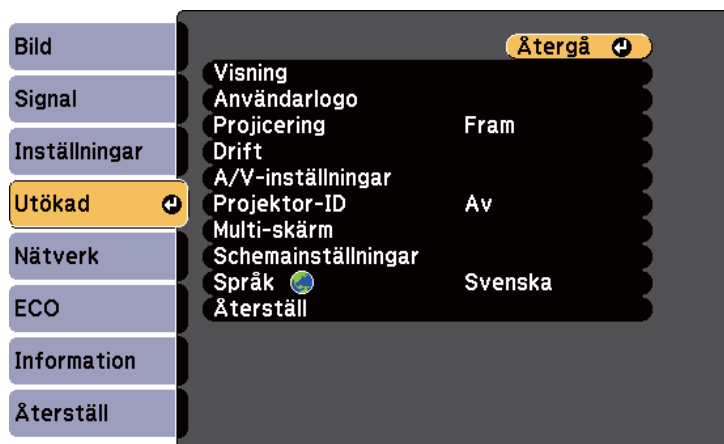 Bild
Signal
Inställningar
Utökad
Nätverk
ECO
Information
Återställ
Återgå
Visning
Användarlogo
Projicering Fram
Drift
A/V-inställningar
Projektor-ID Av
Multi-skärm
Schemainställningar
Språk Svenska
Återställ